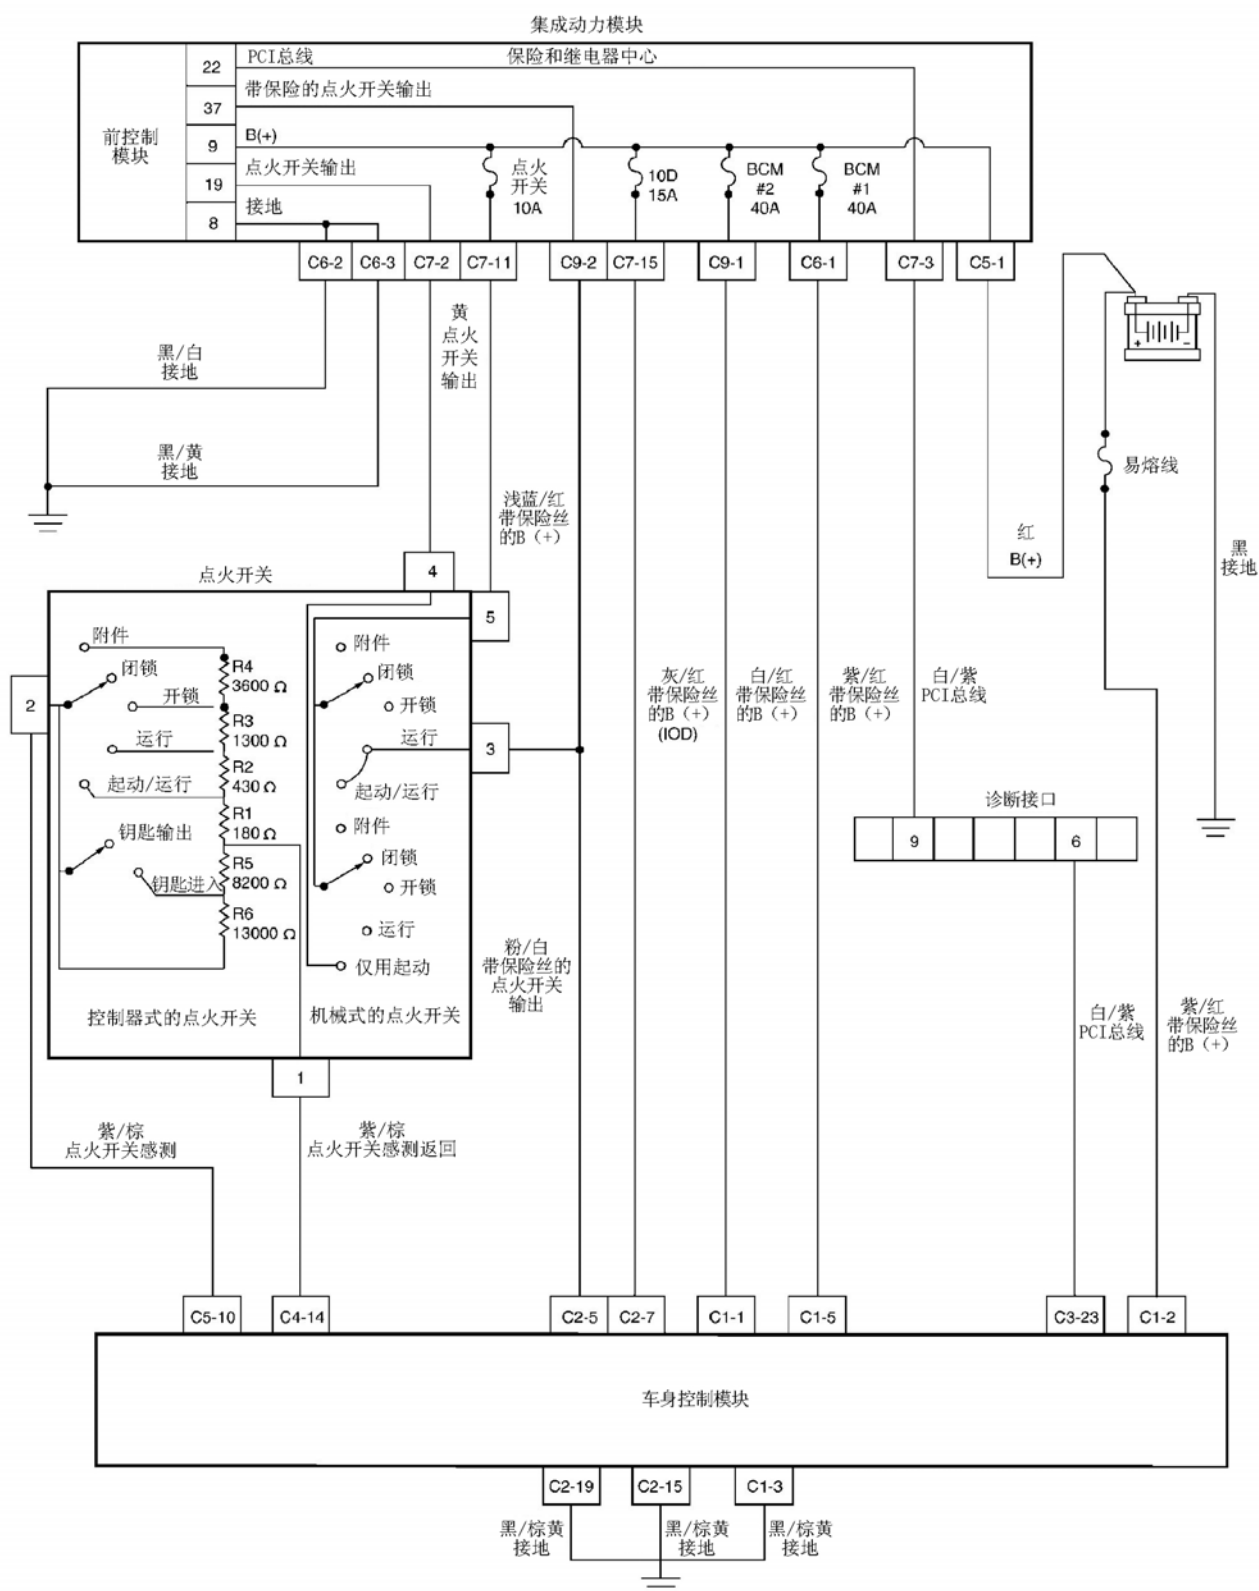 集成动力模块
22
PCI总线
保险和继电器中心
37
带保险的点火开关输出
前控制
模块
9
B(+)
19
点火开关输出
8
接地
点火
开关
10A
10D
15A
BCM
#2
40A
BCM
#1
40A
C6-2
C6-3
C7-2
C7-11
C9-2
C7-15
C9-1
C6-1
C7-3
C5-1
黑/白
接地
黑/黄
接地
黄
点火
开关
输出
浅蓝/红
带保险丝
的B（+）
+
-
易熔线
红
B(+)
黑
接地
点火开关
4
5
2
3
附件
闭锁
开锁
运行
起动/运行
钥匙输出
钥匙进入
R4
3600 Ω
R3
1300 Ω
R2
430 Ω
R1
180 Ω
R5
8200 Ω
R6
13000 Ω
附件
闭锁
开锁
运行
起动/运行
附件
闭锁
开锁
运行
仅用起动
控制器式的点火开关
机械式的点火开关
1
灰/红
带保险丝
的B（+）
(IOD)
白/红
带保险丝
的B（+）
紫/红
带保险丝
的B（+）
白/紫
PCI总线
诊断接口
9
6
粉/白
带保险丝的
点火开关
输出
白/紫
PCI总线
紫/红
带保险丝
的B（+）
紫/棕
点火开关感测
紫/棕
点火开关感测返回
C5-10
C4-14
C2-5
C2-7
C1-1
C1-5
C3-23
C1-2
车身控制模块
C2-19
C2-15
C1-3
黑/棕黄
接地
黑/棕黄
接地
黑/棕黄
接地